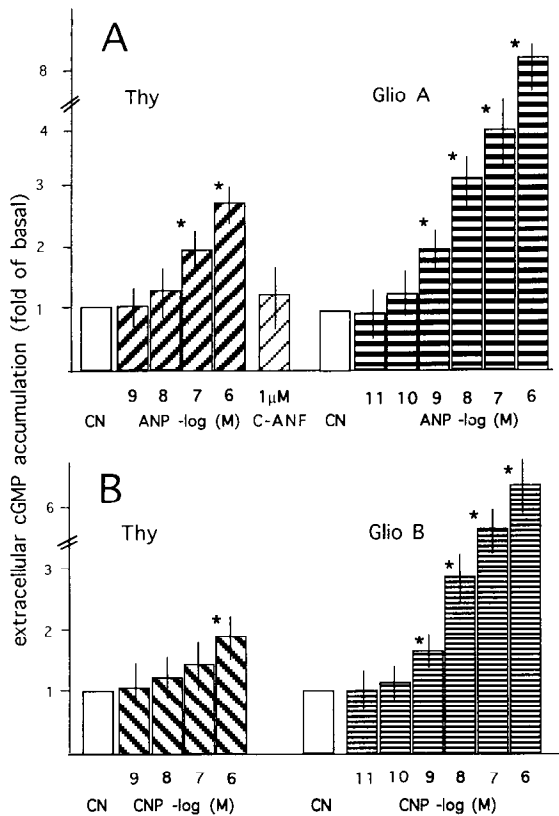 A
Thy
Glio A
8
4
3
2
1
* * * * * *
9 8 7 6 1µM 11 10 9 8 7 6
CN ANP -log (M) C-ANF CN ANP -log (M)
extracellular cGMP accumulation (fold of basal)
B
Thy
Glio B
6
3
2
1
* * * * *
9 8 7 6 11 10 9 8 7 6
CN CNP -log (M) CN CNP -log (M)